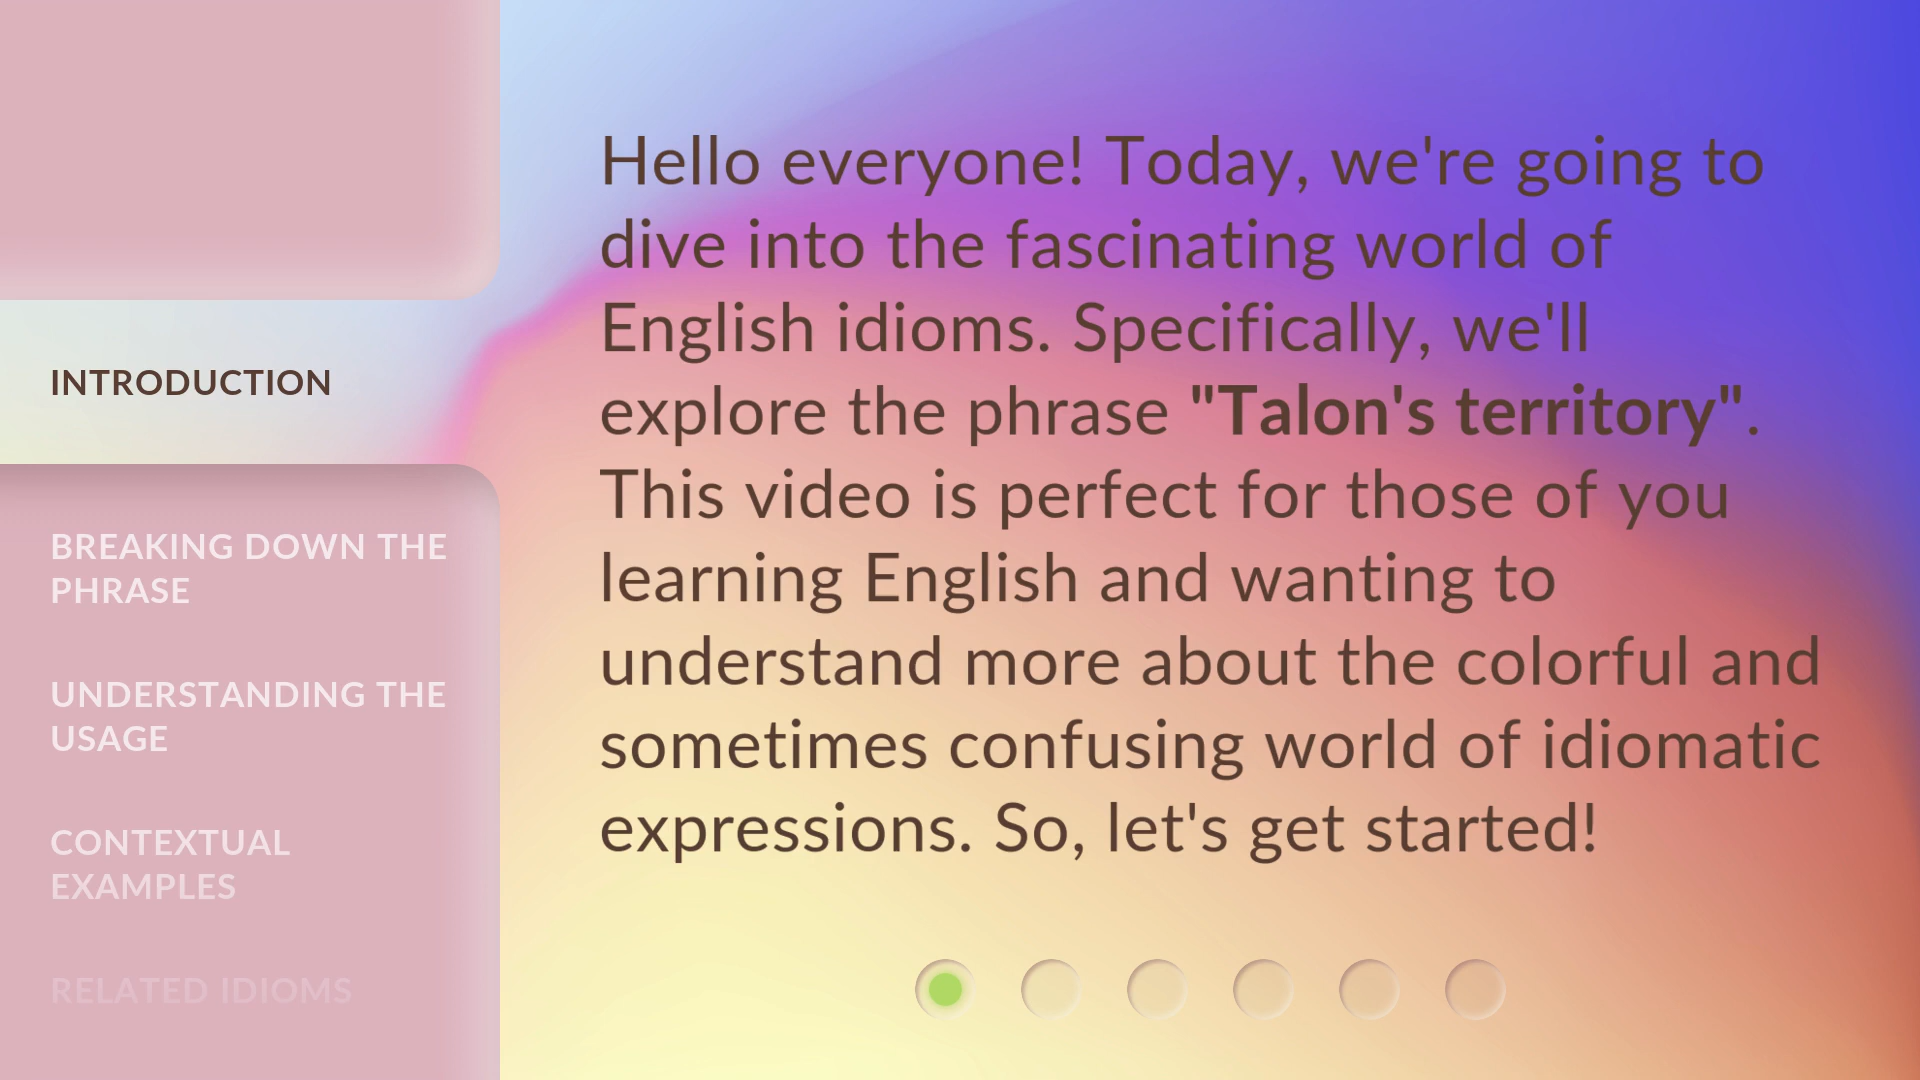 INTRODUCTION
BREAKING DOWN THE
PHRASE
UNDERSTANDING THE
USAGE
CONTEXTUAL
EXAMPLES
RELATED IDIOMS
Hello everyone! Today, we're going to
dive into the fascinating world of
English idioms. Specifically, we'll
explore the phrase "Talon's territory".
This video is perfect for those of you
learning English and wanting to
understand more about the colorful and
sometimes confusing world of idiomatic
expressions. So, let's get started!